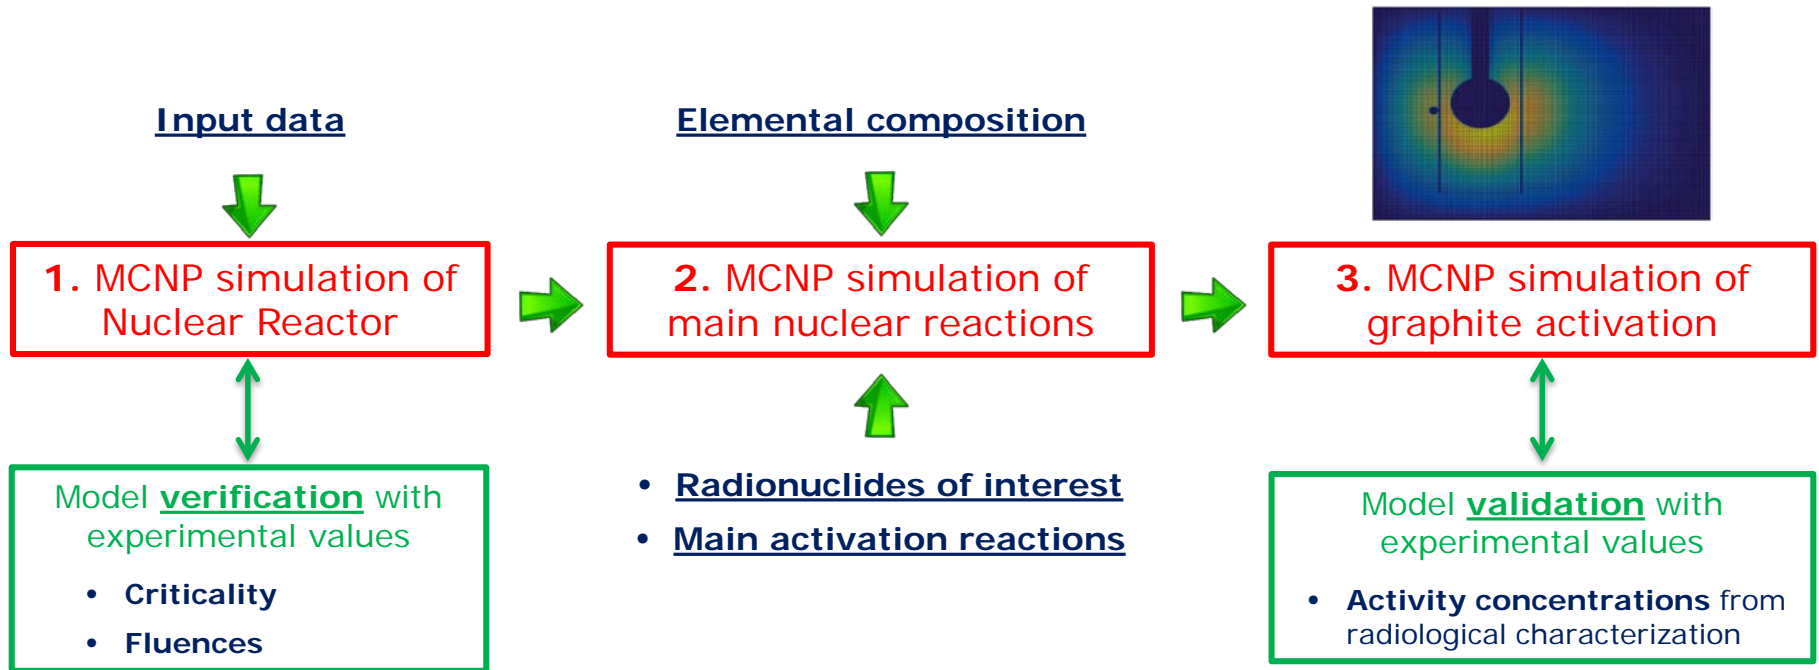 Input data
Elemental composition
1. MCNP simulation of
Nuclear Reactor
2. MCNP simulation of
main nuclear reactions
3. MCNP simulation of
graphite activation
Model verification with
experimental values
• Criticality
• Fluences
• Radionuclides of interest
• Main activation reactions
Model validation with
experimental values
• Activity concentrations from
radiological characterization